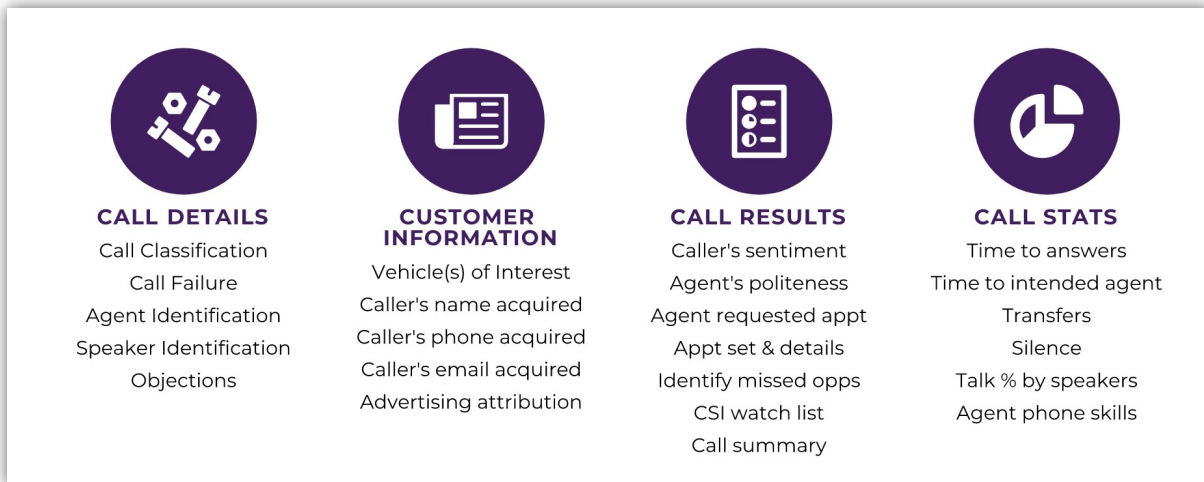 CALL DETAILS
Call Classification
Call Failure
Agent Identification
Speaker Identification
Objections
CUSTOMER
INFORMATION
Vehicle(s) of Interest
Caller's name acquired
Caller's phone acquired
Caller's email acquired
Advertising attribution
CALL RESULTS
Caller's sentiment
Agent's politeness
Agent requested appt
Appt set & details
Identify missed opps
CSI watch list
Call summary
CALL STATS
Time to answers
Time to intended agent
Transfers
Silence
Talk % by speakers
Agent phone skills